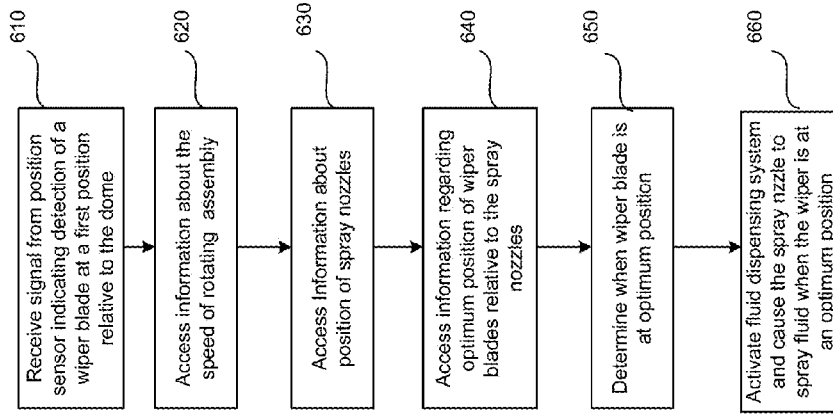 610
Receive signal from position
sensor indicating detection of a
wiper blade at a first position
relative to the dome
620
Access information about the
speed of rotating assembly
630
Access Information about
position of spray nozzles
640
Access information regarding
optimum position of wiper
blades relative to the spray
nozzles
650
Determine when wiper blade is
at optimum position
660
Activate fluid dispensing system
and cause the spray nzzle to
spray fluid when the wiper is at
an optimum position